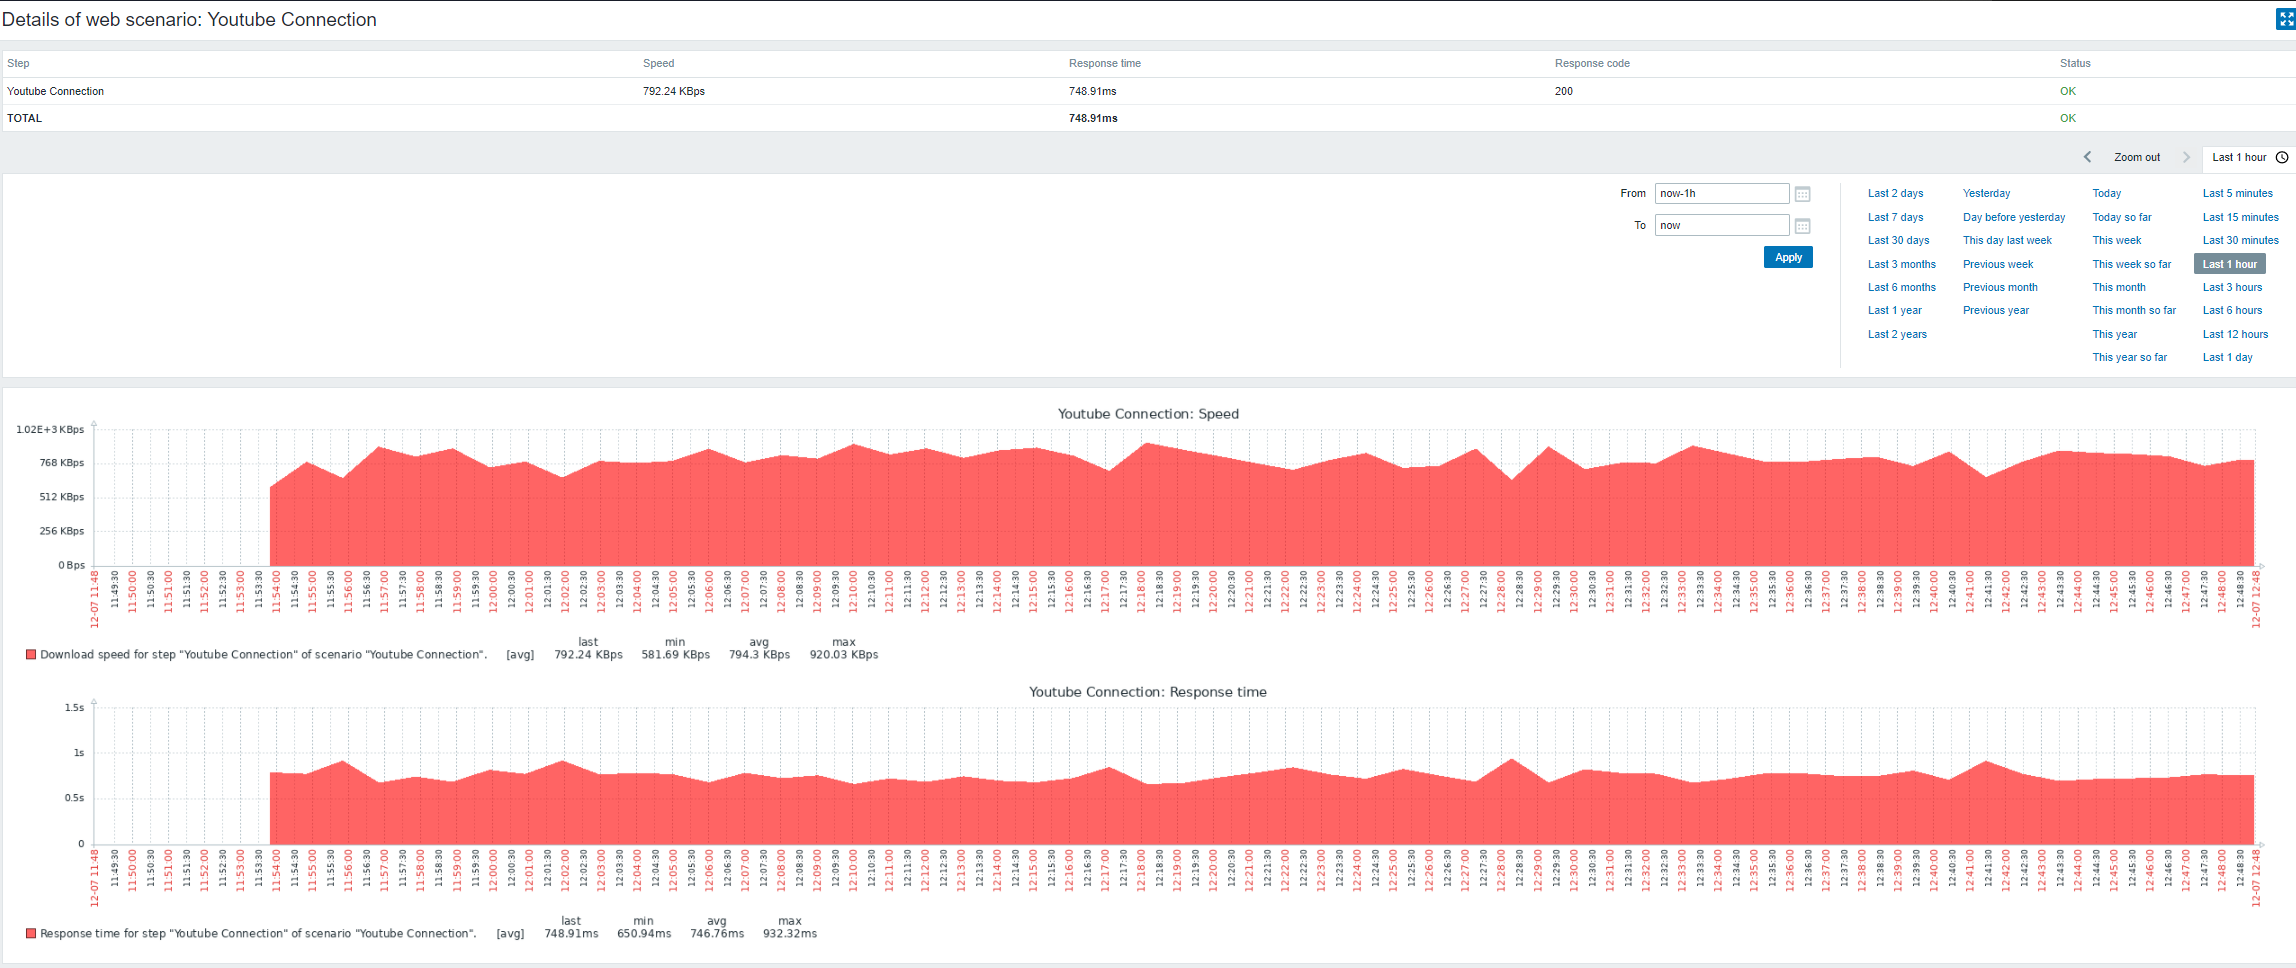 Details of web scenario: Youtube Connection
Step Speed Response time Response code Status
Youtube Connection 792.24 KBps 748.91ms 200 OK
TOTAL 748.91ms OK
Zoom out Last 1 hour
From now-1h
To now
Apply
Last 2 days Yesterday Today Last 5 minutes
Last 7 days Day before yesterday Today so far Last 15 minutes
Last 30 days This day last week This week Last 30 minutes
Last 3 months Previous week This week so far Last 1 hour
Last 6 months Previous month This month Last 3 hours
Last 1 year Previous year This month so far Last 6 hours
Last 2 years This year Last 12 hours
This year so far Last 1 day
Youtube Connection: Speed
1.02E+3 KBps
768 KBps
512 KBps
256 KBps
0 Bps
12-07 11:48 11:49:30 11:50:00 11:50:30 11:51:00 11:51:30 11:52:00 11:52:30 11:53:00 11:53:30 11:54:00 11:54:30 11:55:00 11:55:30 11:56:00 11:56:30 11:57:00 11:57:30 11:58:00 11:58:30 11:59:00 11:59:30 12:00:00 12:00:30 12:01:00 12:01:30 12:02:00 12:02:30 12:03:00 12:03:30 12:04:00 12:04:30 12:05:00 12:05:30 12:06:00 12:06:30 12:07:00 12:07:30 12:08:00 12:08:30 12:09:00 12:09:30 12:10:00 12:10:30 12:11:00 12:11:30 12:12:00 12:12:30 12:13:00 12:13:30 12:14:00 12:14:30 12:15:00 12:15:30 12:16:00 12:16:30 12:17:00 12:17:30 12:18:00 12:18:30 12:19:00 12:19:30 12:20:00 12:20:30 12:21:00 12:21:30 12:22:00 12:22:30 12:23:00 12:23:30 12:24:00 12:24:30 12:25:00 12:25:30 12:26:00 12:26:30 12:27:00 12:27:30 12:28:00 12:28:30 12:29:00 12:29:30 12:30:00 12:30:30 12:31:00 12:31:30 12:32:00 12:32:30 12:33:00 12:33:30 12:34:00 12:34:30 12:35:00 12:35:30 12:36:00 12:36:30 12:37:00 12:37:30 12:38:00 12:38:30 12:39:00 12:39:30 12:40:00 12:40:30 12:41:00 12:41:30 12:42:00 12:42:30 12:43:00 12:43:30 12:44:00 12:44:30 12:45:00 12:45:30 12:46:00 12:46:30 12:47:00 12:47:30 12:48:00 12:48:30 12-07 12:48
last min avg max
Download speed for step "Youtube Connection" of scenario "Youtube Connection". [avg] 792.24 KBps 581.69 KBps 794.3 KBps 920.03 KBps
Youtube Connection: Response time
1.5s
1s
0.5s
0
12-07 11:48 11:49:30 11:50:00 11:50:30 11:51:00 11:51:30 11:52:00 11:52:30 11:53:00 11:53:30 11:54:00 11:54:30 11:55:00 11:55:30 11:56:00 11:56:30 11:57:00 11:57:30 11:58:00 11:58:30 11:59:00 11:59:30 12:00:00 12:00:30 12:01:00 12:01:30 12:02:00 12:02:30 12:03:00 12:03:30 12:04:00 12:04:30 12:05:00 12:05:30 12:06:00 12:06:30 12:07:00 12:07:30 12:08:00 12:08:30 12:09:00 12:09:30 12:10:00 12:10:30 12:11:00 12:11:30 12:12:00 12:12:30 12:13:00 12:13:30 12:14:00 12:14:30 12:15:00 12:15:30 12:16:00 12:16:30 12:17:00 12:17:30 12:18:00 12:18:30 12:19:00 12:19:30 12:20:00 12:20:30 12:21:00 12:21:30 12:22:00 12:22:30 12:23:00 12:23:30 12:24:00 12:24:30 12:25:00 12:25:30 12:26:00 12:26:30 12:27:00 12:27:30 12:28:00 12:28:30 12:29:00 12:29:30 12:30:00 12:30:30 12:31:00 12:31:30 12:32:00 12:32:30 12:33:00 12:33:30 12:34:00 12:34:30 12:35:00 12:35:30 12:36:00 12:36:30 12:37:00 12:37:30 12:38:00 12:38:30 12:39:00 12:39:30 12:40:00 12:40:30 12:41:00 12:41:30 12:42:00 12:42:30 12:43:00 12:43:30 12:44:00 12:44:30 12:45:00 12:45:30 12:46:00 12:46:30 12:47:00 12:47:30 12:48:00 12:48:30 12-07 12:48
last min avg max
Response time for step "Youtube Connection" of scenario "Youtube Connection". [avg] 748.91ms 650.94ms 746.76ms 932.32ms